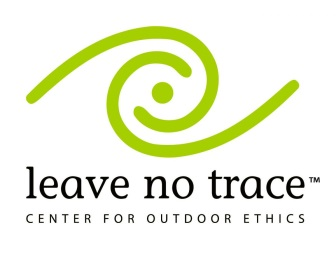 leave no trace™
CENTER FOR OUTDOOR ETHICS